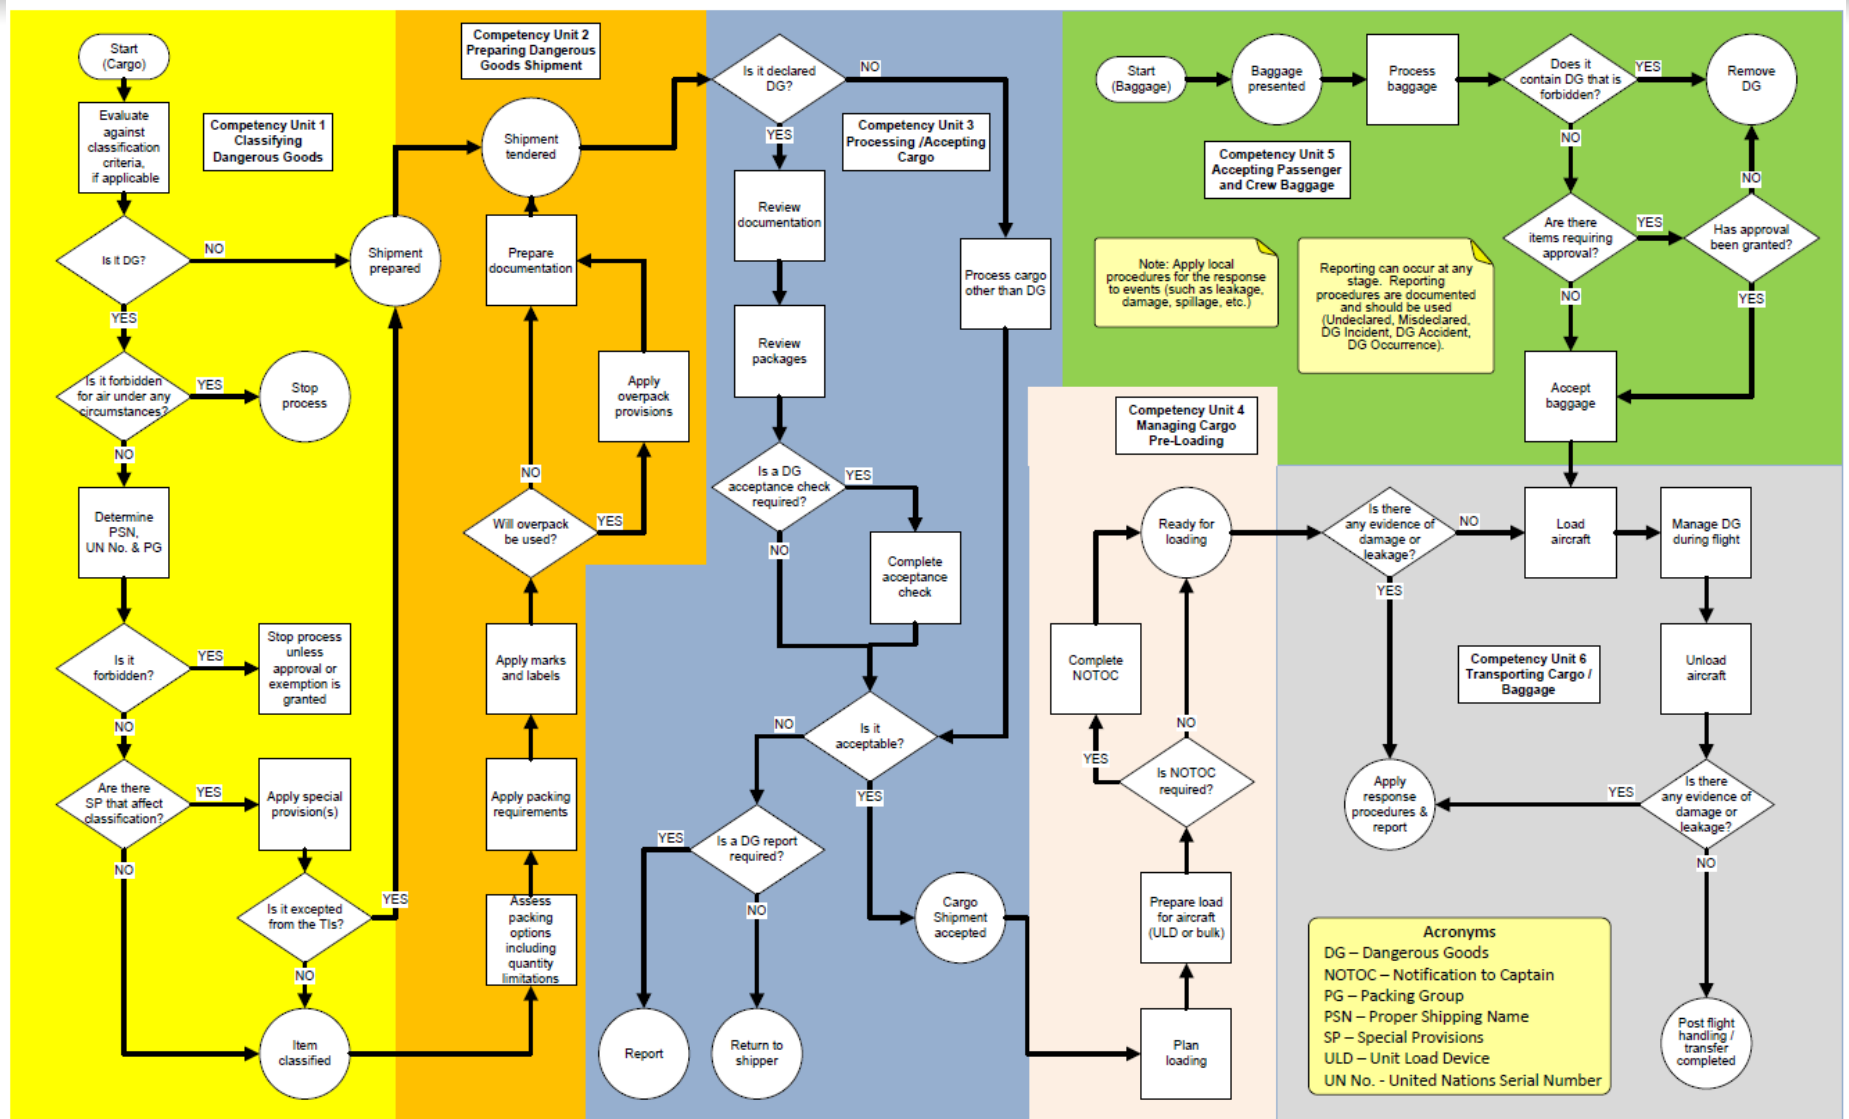 Start
(Cargo)
Evaluate
against
classification
criteria,
if applicable
Competency Unit 1
Classifying
Dangerous Goods
Is it DG?
NO
YES
Shipment
prepared
Is it forbidden
for air under any
circumstances?
YES
NO
Stop
process
Determine
PSN,
UN No. & PG
Is it
forbidden?
YES
NO
Stop process
unless
approval or
exemption is
granted
Are there
SP that affect
classification?
YES
NO
Apply special
provision(s)
Is it excepted
from the TIs?
YES
NO
Item
classified
Competency Unit 2
Preparing Dangerous
Goods Shipment
Shipment
tendered
Prepare
documentation
Apply
overpack
provisions
NO
Will overpack
be used?
YES
Apply marks
and labels
Apply packing
requirements
Assess
packing
options
including
quantity
limitations
Is it declared
DG?
NO
YES
Competency Unit 3
Processing /Accepting
Cargo
Review
documentation
Process cargo
other than DG
Review
packages
Is a DG
acceptance check
required?
YES
NO
Complete
acceptance
check
Is it
acceptable?
NO
YES
Is a DG report
required?
YES
NO
Cargo
Shipment
accepted
Report
Return to
shipper
Competency Unit 4
Managing Cargo
Pre-Loading
Ready for
loading
Complete
NOTOC
NO
YES
Is NOTOC
required?
Prepare load
for aircraft
(ULD or bulk)
Plan
loading
Start
(Baggage)
Baggage
presented
Process
baggage
Does it
contain DG that is
forbidden?
YES
NO
Remove
DG
Competency Unit 5
Accepting Passenger
and Crew Baggage
Are there
items requiring
approval?
YES
NO
NO
Has approval
been granted?
YES
Note: Apply local
procedures for the response
to events (such as leakage,
damage, spillage, etc.)
Reporting can occur at any
stage. Reporting
procedures are documented
and should be used
(Undeclared, Misdeclared,
DG Incident, DG Accident,
DG Occurrence).
Accept
baggage
Is there
any evidence of
damage or
leakage?
NO
YES
Load
aircraft
Manage DG
during flight
Competency Unit 6
Transporting Cargo /
Baggage
Unload
aircraft
Apply
response
procedures &
report
YES
Is there
any evidence of
damage or
leakage?
NO
Post flight
handling /
transfer
completed
Acronyms
DG – Dangerous Goods
NOTOC – Notification to Captain
PG – Packing Group
PSN – Proper Shipping Name
SP – Special Provisions
ULD – Unit Load Device
UN No. - United Nations Serial Number